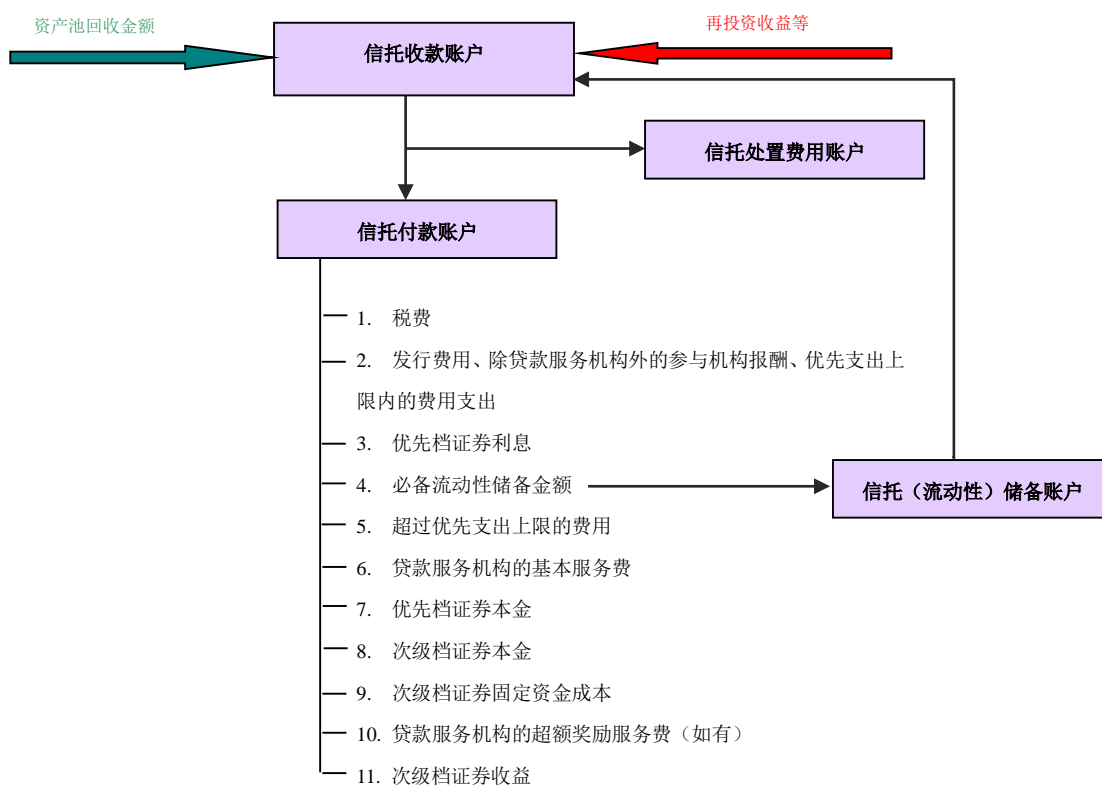 资产池回收金额
再投资收益等
信托收款账户
信托处置费用账户
信托付款账户
1. 税费
2. 发行费用、除贷款服务机构外的参与机构报酬、优先支出上
限内的费用支出
3. 优先档证券利息
4. 必备流动性储备金额
信托（流动性）储备账户
5. 超过优先支出上限的费用
6. 贷款服务机构的基本服务费
7. 优先档证券本金
8. 次级档证券本金
9. 次级档证券固定资金成本
10. 贷款服务机构的超额奖励服务费（如有）
11. 次级档证券收益